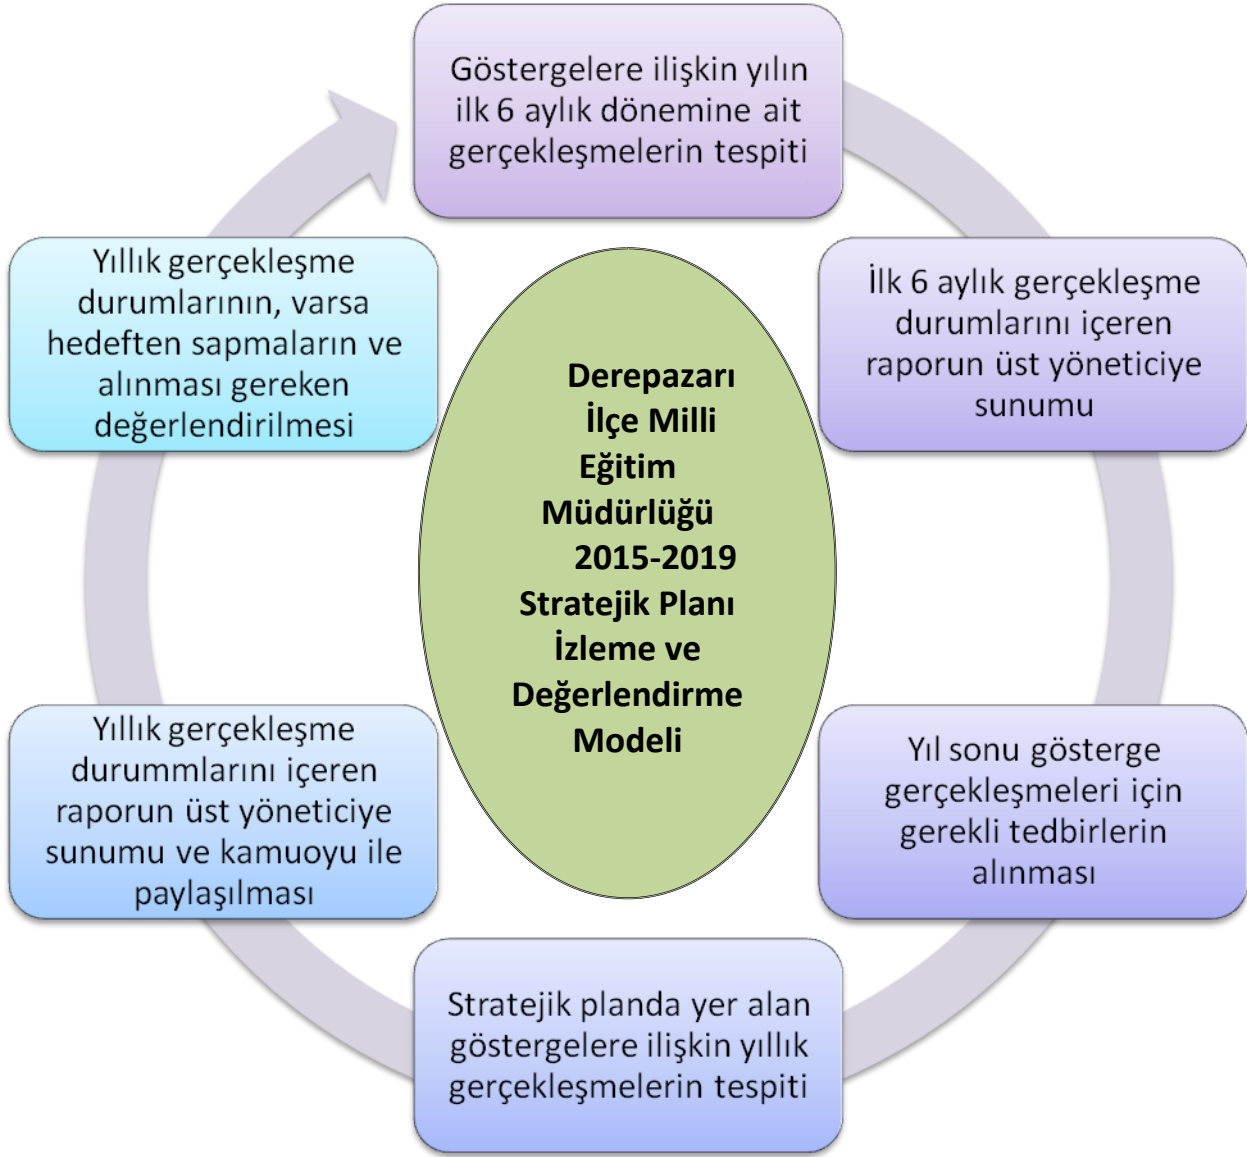 Göstergelere ilişkin yılın
ilk 6 aylık dönemine ait
gerçekleşmelerin tespiti
İlk 6 aylık gerçekleşme
durumlarını içeren
raporun üst yöneticiye
sunumu
Yıl sonu gösterge
gerçekleşmeleri için
gerekli tedbirlerin
alınması
Stratejik planda yer alan
göstergelere ilişkin yıllık
gerçekleşmelerin tespiti
Yıllık gerçekleşme
durummlarını içeren
raporun üst yöneticiye
sunumu ve kamuoyu ile
paylaşılması
Yıllık gerçekleşme
durumlarının, varsa
hedeften sapmaların ve
alınması gereken
değerlendirilmesi
Derepazarı
İlçe Milli
Eğitim
Müdürlüğü
2015-2019
Stratejik Planı
İzleme ve
Değerlendirme
Modeli